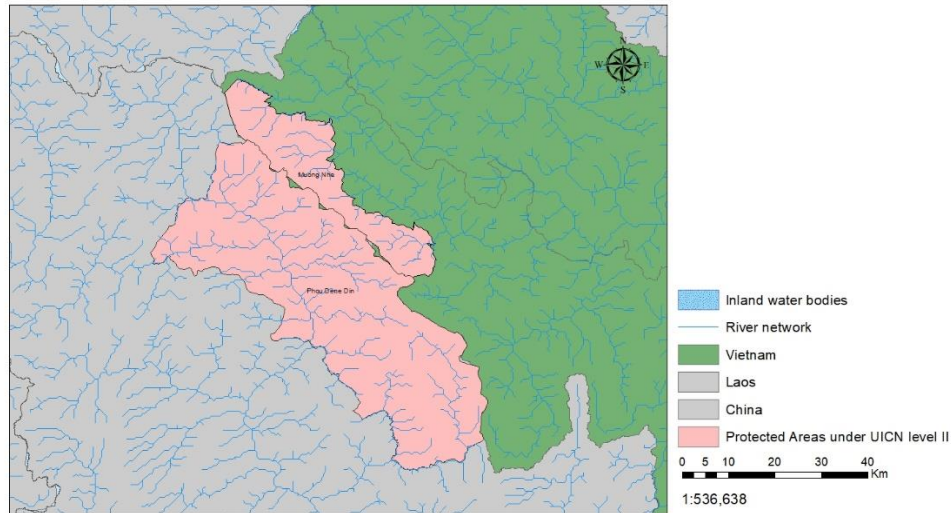 N
W E
S
Muong Nhe
Phou Dene Din
Inland water bodies
River network
Vietnam
Laos
China
Protected Areas under UICN level II
0 5 10 20 30 40
Km
1:536,638